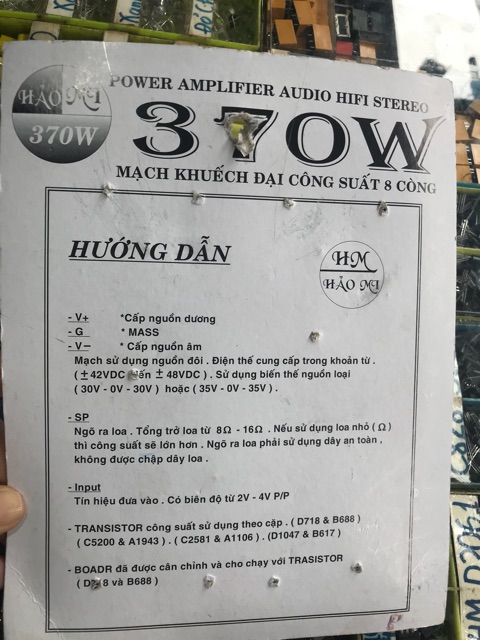 POWER AMPLIFIER AUDIO HIFI STEREO
HẢO MI
370W
370W
MẠCH KHUẾCH ĐẠI CÔNG SUẤT 8 CÒNG
HƯỚNG DẪN
HM
HẢO MI
- V+ *Cấp nguồn dương
- G * MASS
- V− * Cấp nguồn âm
Mạch sử dụng nguồn đôi . Điện thế cung cấp trong khoản từ .
( ± 42VDC đến ± 48VDC ) . Sử dụng biến thế nguồn loại
( 30V - 0V - 30V ) hoặc ( 35V - 0V - 35V ) .
- SP
Ngõ ra loa . Tổng trở loa từ 8Ω - 16Ω . Nếu sử dụng loa nhỏ ( Ω )
thì công suất sẽ lớn hơn . Ngõ ra loa phải sử dụng dây an toàn ,
không được chập dây loa .
- Input
Tín hiệu đưa vào . Có biên độ từ 2V - 4V P/P
- TRANSISTOR công suất sử dụng theo cặp . ( D718 & B688 )
( C5200 & A1943 ) . ( C2581 & A1106 ) . ( D1047 & B617 )
- BOADR đã được cân chỉnh và cho chạy với TRASISTOR
( D718 và B688 )